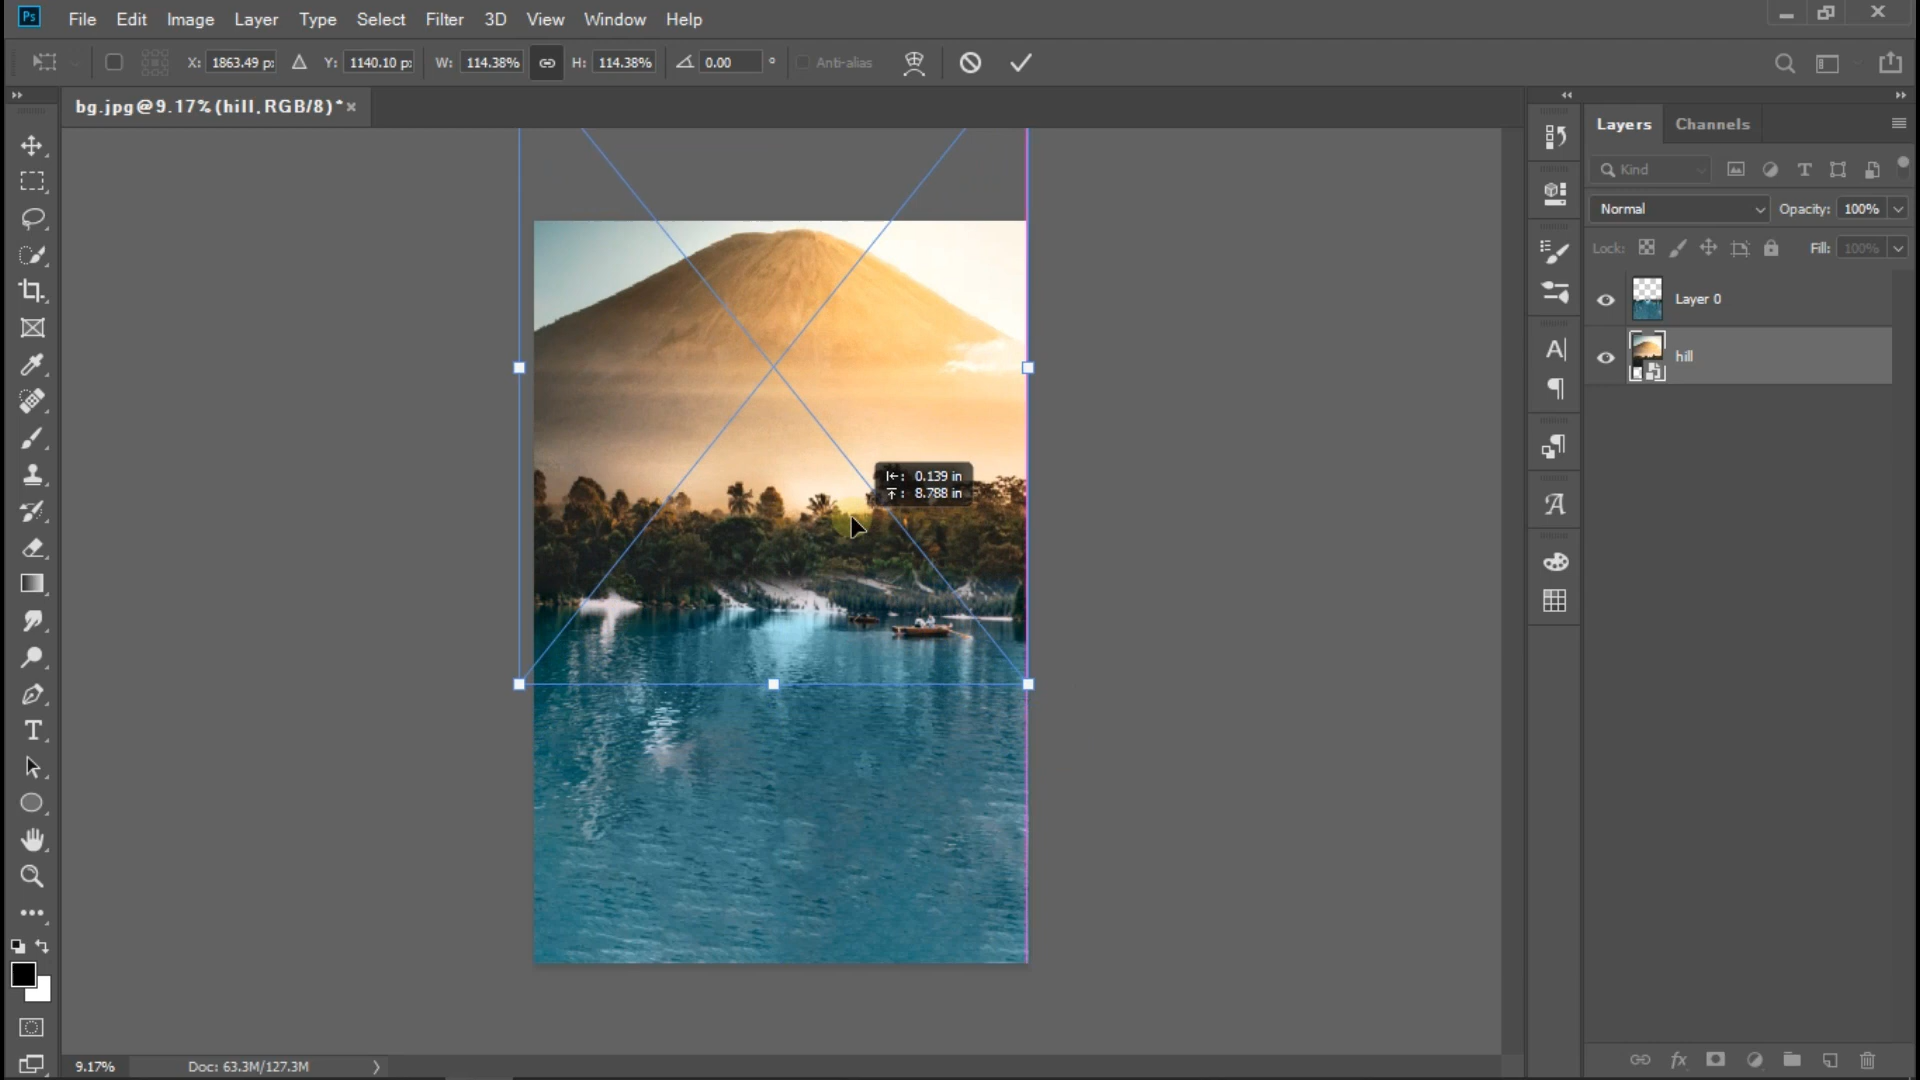 Ps File Edit Image Layer Type Select Filter 3D View Window Help
X: 1863.49 p: Y: 1140.10 p: W: 114.38% H: 114.38% 0.00 ° Anti-alias
bg.jpg@9.17%(hill,RGB/8)* ×
Layers Channels
Kind
Normal Opacity: 100%
Lock: Fill: 100%
Layer 0
hill
0.139 in
8.788 in
9.17% Doc: 63.3M/127.3M